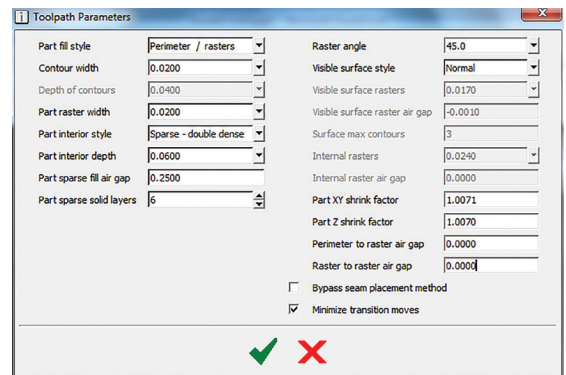 Toolpath Parameters
Part fill style Perimeter / rasters
Contour width 0.0200
Depth of contours 0.0400
Part raster width 0.0200
Part interior style Sparse - double dense
Part interior depth 0.0600
Part sparse fill air gap 0.2500
Part sparse solid layers 6
Raster angle 45.0
Visible surface style Normal
Visible surface rasters 0.0170
Visible surface raster air gap -0.0010
Surface max contours 3
Internal rasters 0.0240
Internal raster air gap 0.0000
Part XY shrink factor 1.0071
Part Z shrink factor 1.0070
Perimeter to raster air gap 0.0000
Raster to raster air gap 0.0000
Bypass seam placement method
Minimize transition moves